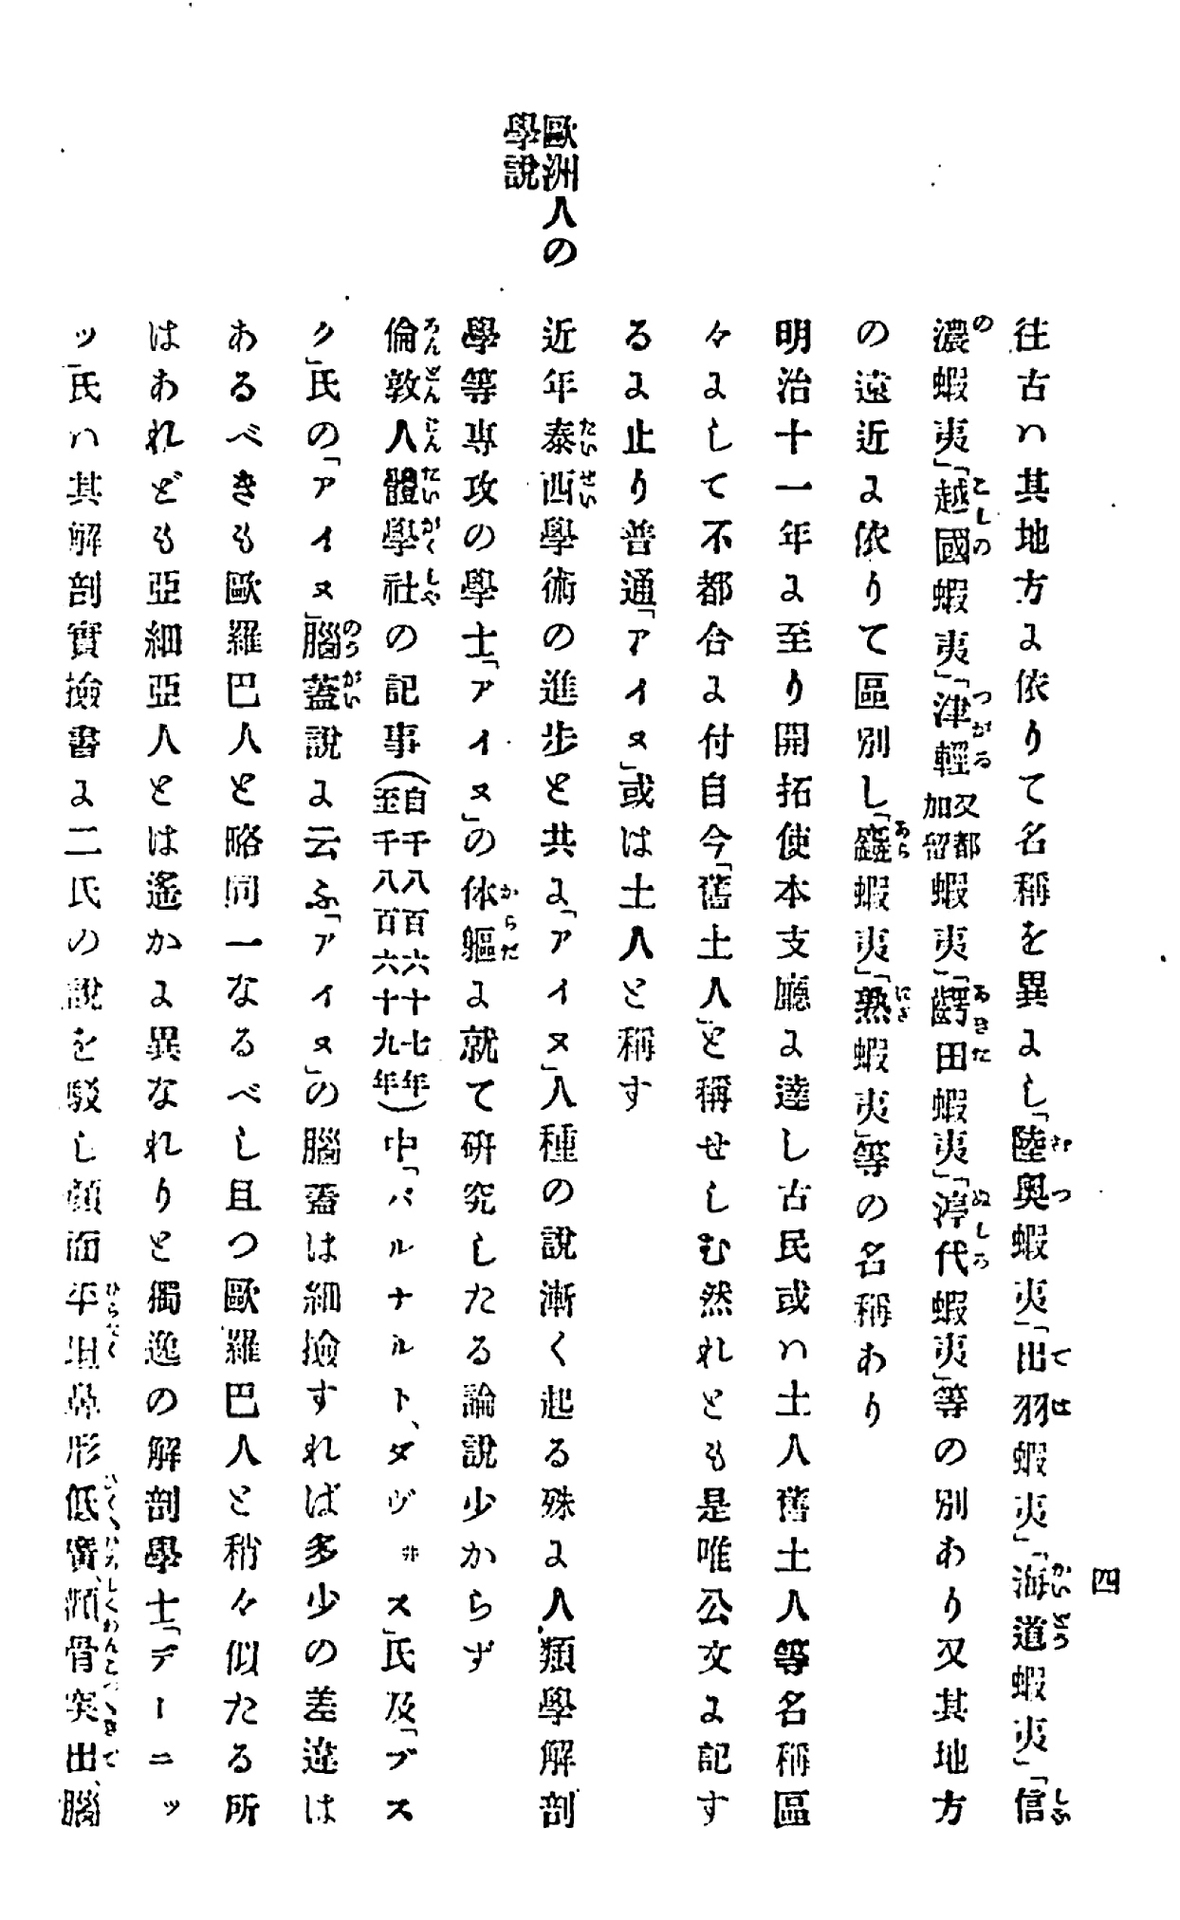 四
往古ハ其地方に依りて名稱を異にし「陸奥蝦夷」「出羽蝦夷」「海道蝦夷」「信
濃蝦夷」「越國蝦夷」「津輕又都加留蝦夷」「齶田蝦夷」「渟代蝦夷」等の別あり又其地方
の遠近に依りて區別し「麤蝦夷」「熟蝦夷」等の名稱あり
明治十一年に至り開拓使本支廳に達し古民或ハ土人舊土人等名稱區
々にして不都合に付自今「舊土人」と稱せしむ然れとも是唯公文に記す
るに止り普通「アイヌ」或は土人と稱す
歐洲人の
學說
近年泰西學術の進步と共に「アイヌ」人種の說漸く起る殊に人類學解剖
學等專攻の學士「アイヌ」の体軀に就て硏究したる論說少からず
倫敦人體學社の記事（自千八百六十七年至千八百六十九年）中「バルナルト、ダヴ井ス」氏及「ブス
ク」氏の「アイヌ」腦蓋說に云ふ「アイヌ」の腦蓋は細撿すれば多少の差違は
あるべきも歐羅巴人と略同一なるべし且つ歐羅巴人と稍々似たる所
はあれども亞細亞人とは遙かに異なれりと獨逸の解剖學士「デーニッ
ッ」氏ハ其解剖實撿書に二氏の說を駁し顏面平坦鼻形低廣、顴骨突出、腦